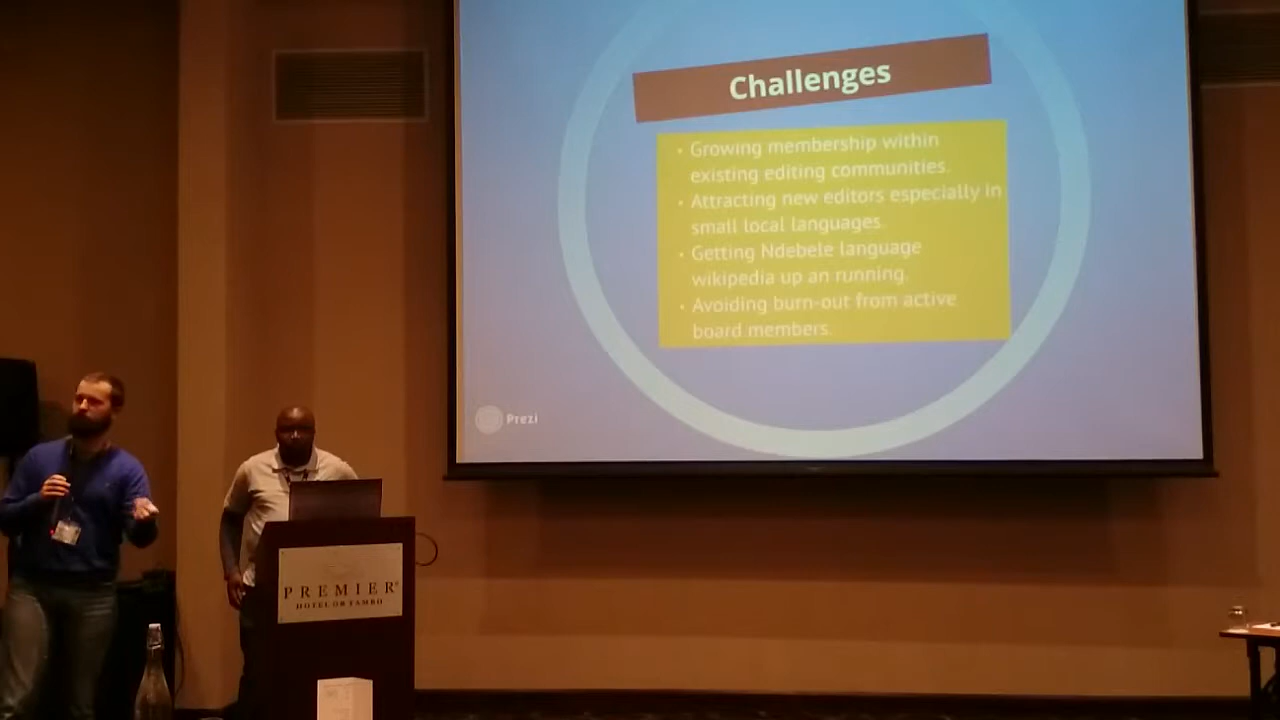 Challenges
• Growing membership within
existing editing communities.
• Attracting new editors especially in
small local languages.
• Getting Ndebele language
wikipedia up an running.
• Avoiding burn-out from active
board members.
Prezi
PREMIER
HOTEL OR TAMBO